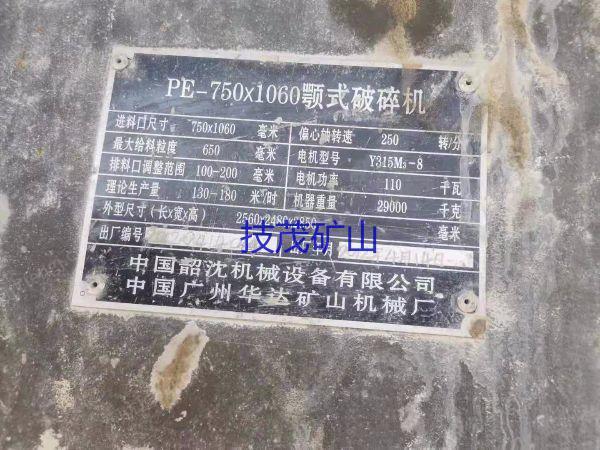 PE-750x1060颚式破碎机
进料口尺寸 750x1060 毫米 偏心轴转速 250 转/分
最大给料粒度 650 毫米 电机型号 Y315M3-8
排料口调整范围 100-200 毫米 电机功率 110 千瓦
理论生产量 130-180 米/时 机器重量 29000 千克
外形尺寸(长x宽x高) 2560x2480x2850 毫米
出厂编号 年 月
技茂矿山
中国韶沈机械设备有限公司
中国广州华达矿山机械厂